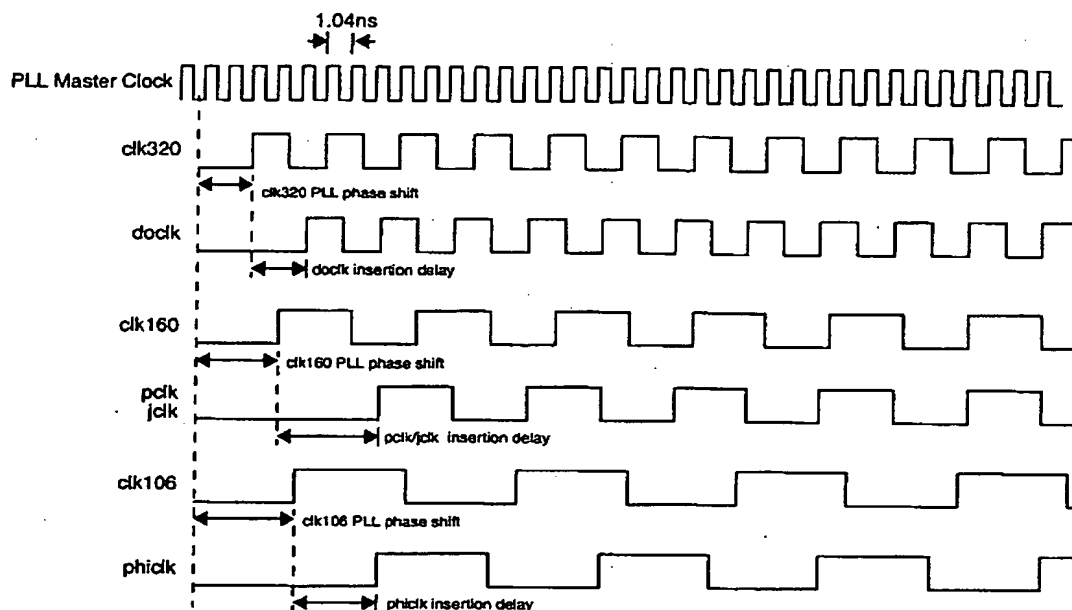 1.04ns
PLL Master Clock
clk320
clk320 PLL phase shift
doclk
doclk insertion delay
clk160
clk160 PLL phase shift
pclk
jclk
pclk/jclk insertion delay
clk106
clk106 PLL phase shift
phiclk
phiclk insertion delay